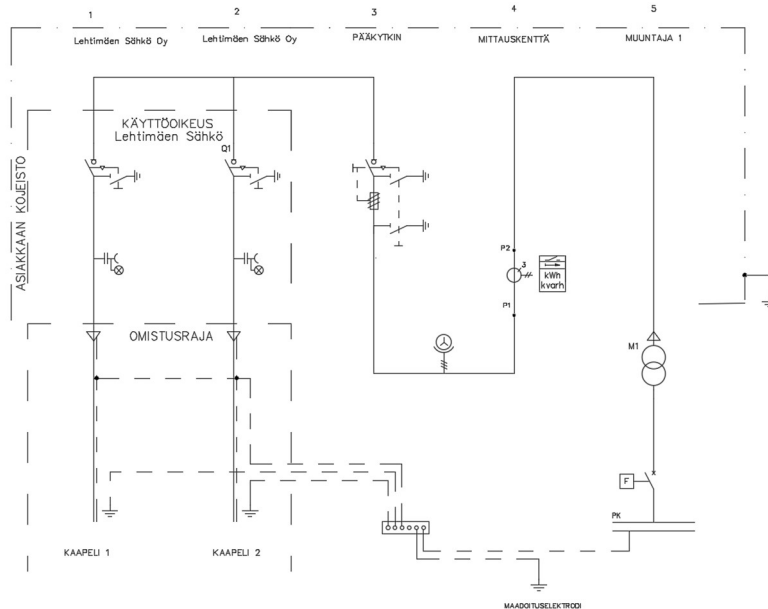 1
2
3
4
5
Lehtimäen Sähkö Oy
Lehtimäen Sähkö Oy
PÄÄKYTKIN
MITTAUSKENTTÄ
MUUNTAJA 1
KÄYTTÖOIKEUS
Lehtimäen Sähkö
Q1
ASIAKKAAN KOJEISTO
P2
3
kWh
kvarh
P1
OMISTUSRAJA
M1
F
PK
KAAPELI 1
KAAPELI 2
MAADOITUSELEKTRODI